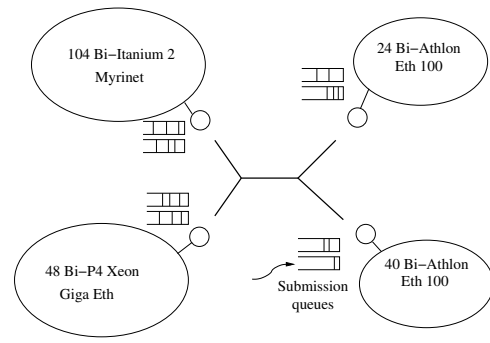 104 Bi−Itanium 2
Myrinet
24 Bi−Athlon
Eth 100
48 Bi−P4 Xeon
Giga Eth
Submission
queues
40 Bi−Athlon
Eth 100